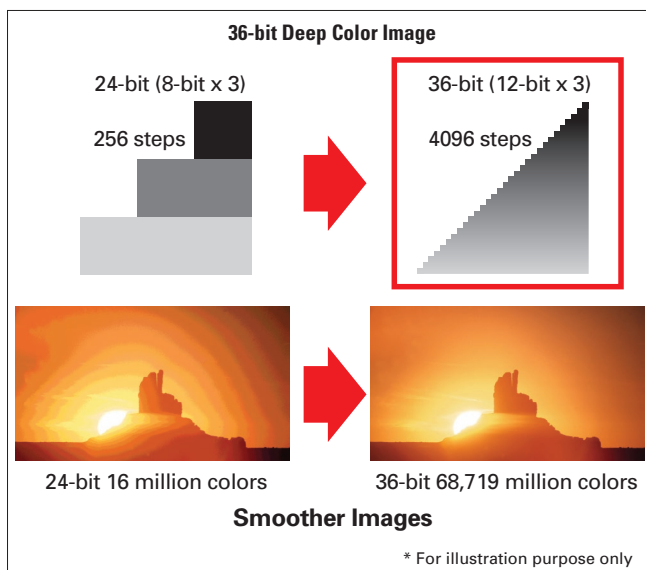 36-bit Deep Color Image
24-bit (8-bit x 3)
36-bit (12-bit x 3)
256 steps
4096 steps
24-bit 16 million colors
36-bit 68,719 million colors
Smoother Images
* For illustration purpose only